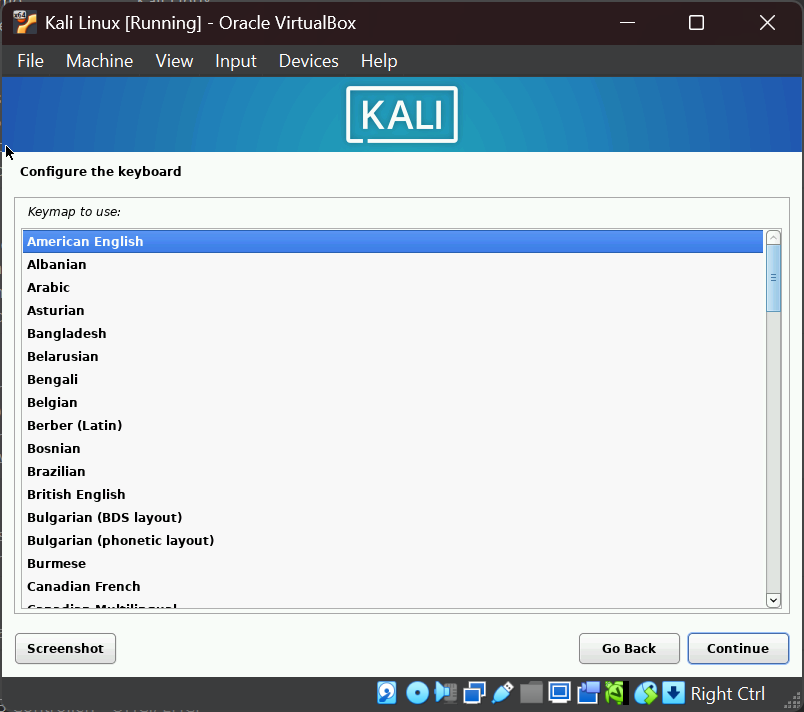 Kali Linux [Running] - Oracle VirtualBox
File Machine View Input Devices Help
KALI
Configure the keyboard
Keymap to use:
American English
Albanian
Arabic
Asturian
Bangladesh
Belarusian
Bengali
Belgian
Berber (Latin)
Bosnian
Brazilian
British English
Bulgarian (BDS layout)
Bulgarian (phonetic layout)
Burmese
Canadian French
Canadian Multilingual
Screenshot Go Back Continue
Right Ctrl